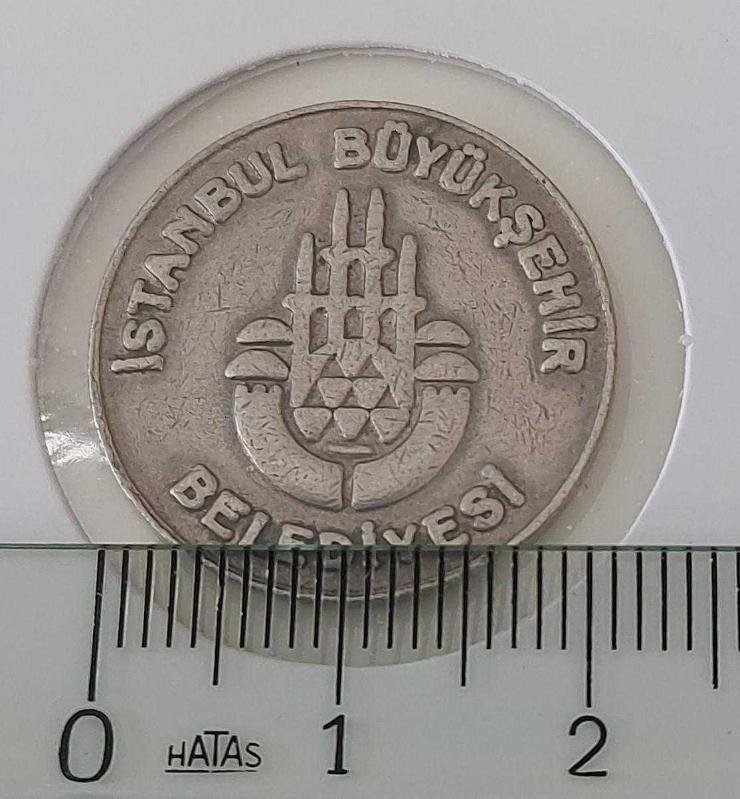 İSTANBUL BÜYÜKŞEHİR
BELEDİYESİ
0 HATAS 1 2